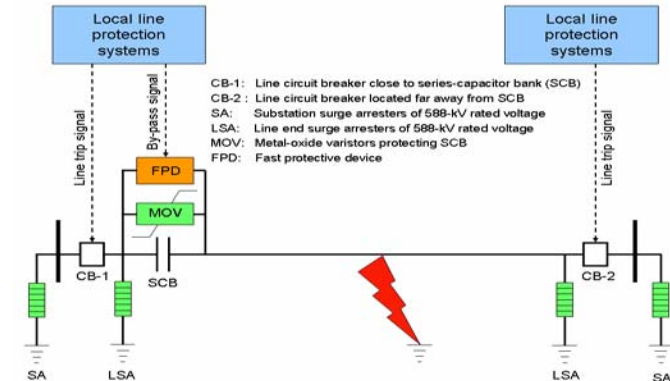 Local line
protection
systems
Local line
protection
systems
Line trip signal
By-pass signal
Line trip signal
CB-1: Line circuit breaker close to series-capacitor bank (SCB)
CB-2 : Line circuit breaker located far away from SCB
SA: Substation surge arresters of 588-kV rated voltage
LSA: Line end surge arresters of 588-kV rated voltage
MOV: Metal-oxide varistors protecting SCB
FPD: Fast protective device
FPD
MOV
CB-1
SCB
CB-2
SA
LSA
LSA
SA